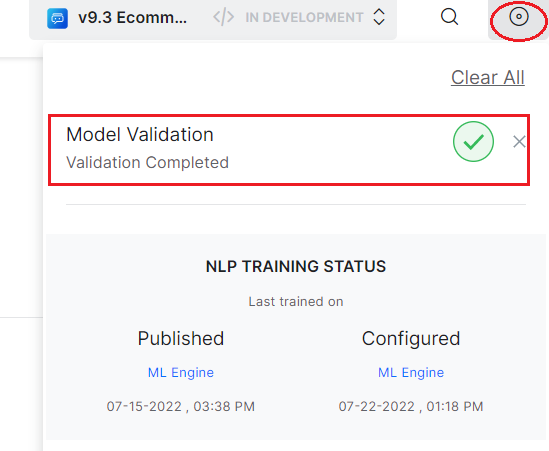 v9.3 Ecomm... </> IN DEVELOPMENT
Clear All
Model Validation
Validation Completed
NLP TRAINING STATUS
Last trained on
Published Configured
ML Engine ML Engine
07-15-2022 , 03:38 PM 07-22-2022 , 01:18 PM